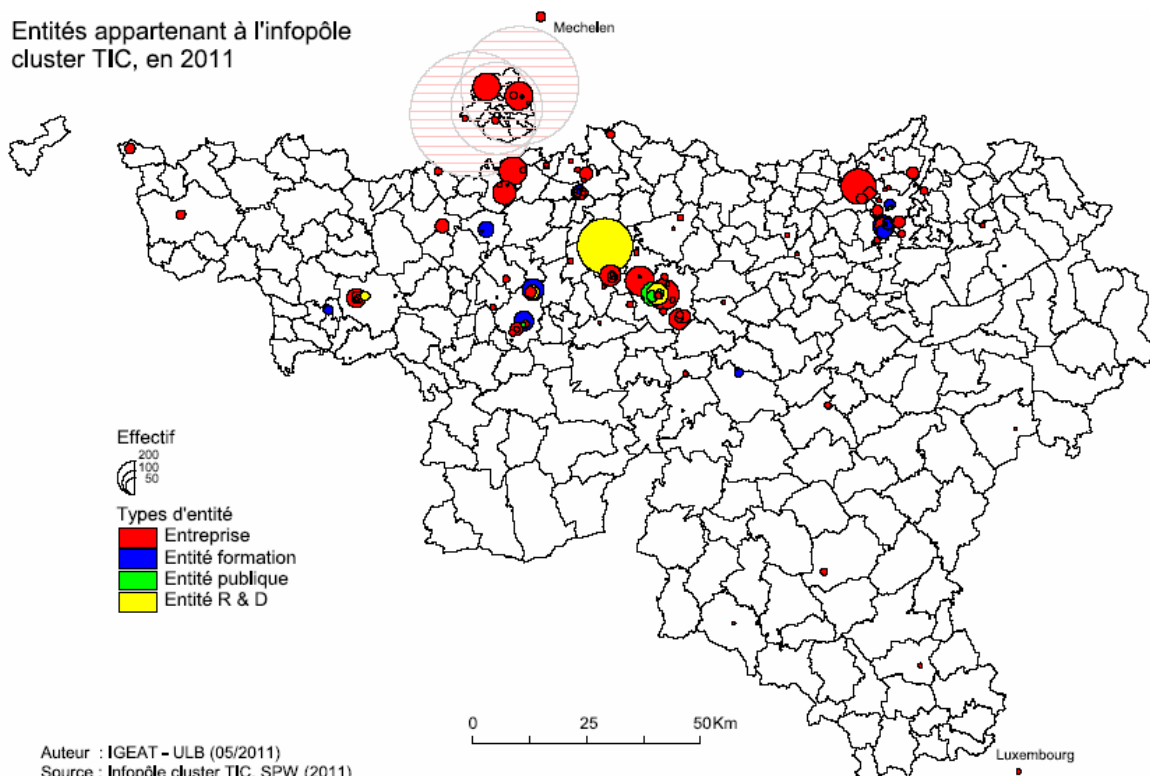 Entités appartenant à l'infopôle
cluster TIC, en 2011
Mechelen
Effectif
200
100
50
Types d'entité
Entreprise
Entité formation
Entité publique
Entité R & D
0 25 50Km
Auteur : IGEAT - ULB (05/2011)
Source : Infopôle cluster TIC, SPW (2011)
Luxembourg